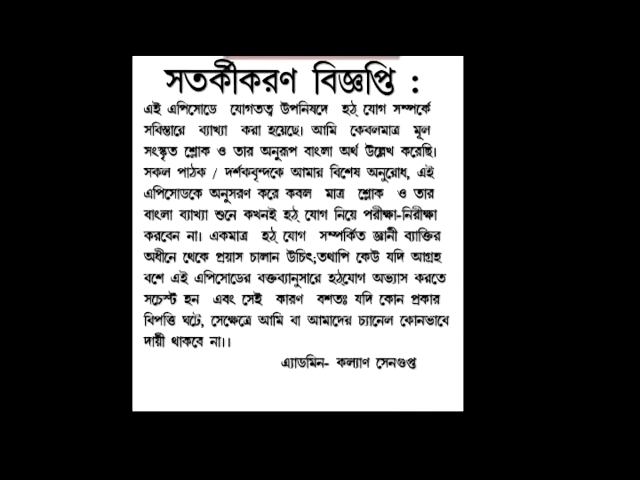 সতর্কীকরণ বিজ্ঞপ্তি :
এই এপিসোডে যোগতত্ব উপনিষদে হঠ্ যোগ সম্পর্কে
সবিস্তারে ব্যাখ্যা করা হয়েছে। আমি কেবলমাত্র মূল
সংস্কৃত শ্লোক ও তার অনুরূপ বাংলা অর্থ উল্লেখ করেছি।
সকল পাঠক / দর্শকবৃন্দকে আমার বিশেষ অনুরোধ, এই
এপিসোডকে অনুসরণ করে কবল মাত্র শ্লোক ও তার
বাংলা ব্যাখ্যা শুনে কখনই হঠ্ যোগ নিয়ে পরীক্ষা-নিরীক্ষা
করবেন না। একমাত্র হঠ্ যোগ সম্পর্কিত জ্ঞানী ব্যাক্তির
অধীনে থেকে প্রয়াস চালান উচিৎ;তথাপি কেউ যদি আগ্রহ
বশে এই এপিসোডের বক্তব্যানুসারে হঠ্যোগ অভ্যাস করতে
সচেস্ট হন এবং সেই কারণ বশতঃ যদি কোন প্রকার
বিপত্তি ঘটে, সেক্ষেত্রে আমি বা আমাদের চ্যানেল কোনভাবে
দায়ী থাকবে না।।
এ্যাডমিন- কল্যাণ সেনগুপ্ত